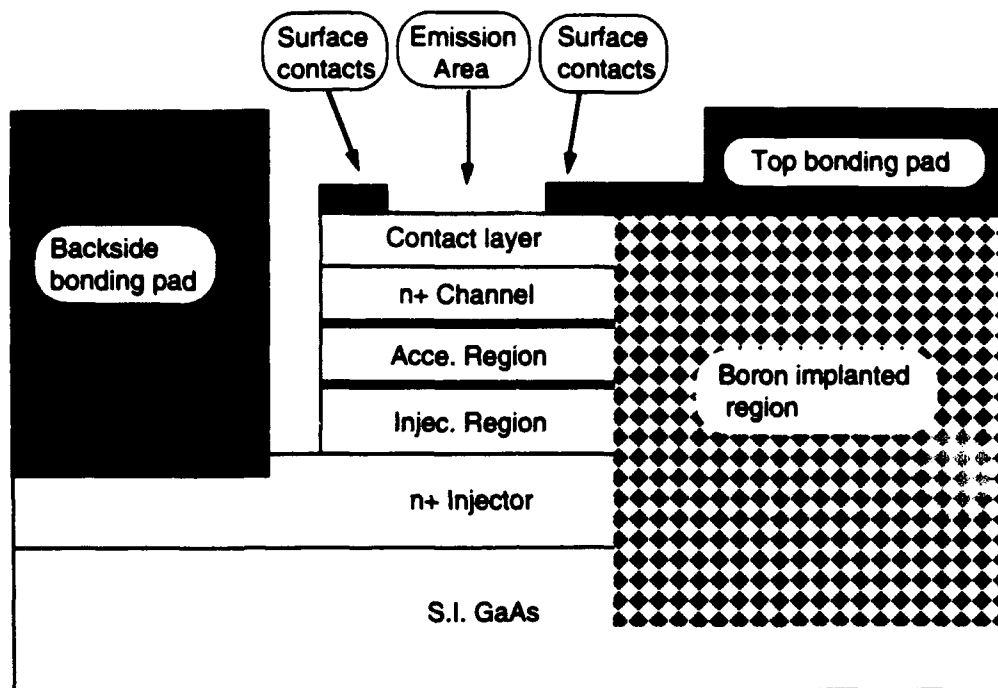 Surface
contacts
Emission
Area
Surface
contacts
Top bonding pad
Backside
bonding pad
Contact layer
n+ Channel
Acce. Region
Boron implanted
region
Injec. Region
n+ Injector
S.I. GaAs